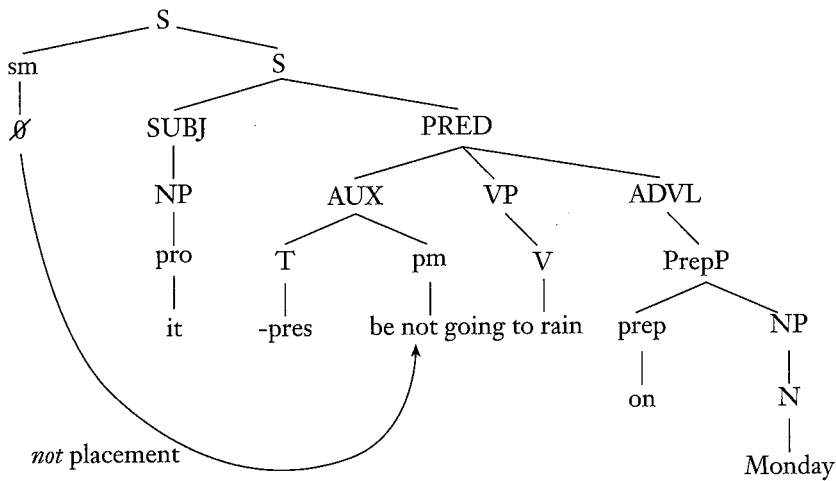 S
sm S
∅ SUBJ PRED
NP AUX VP ADVL
pro T pm V PrepP
it -pres be not going to rain prep NP
on N
not placement Monday